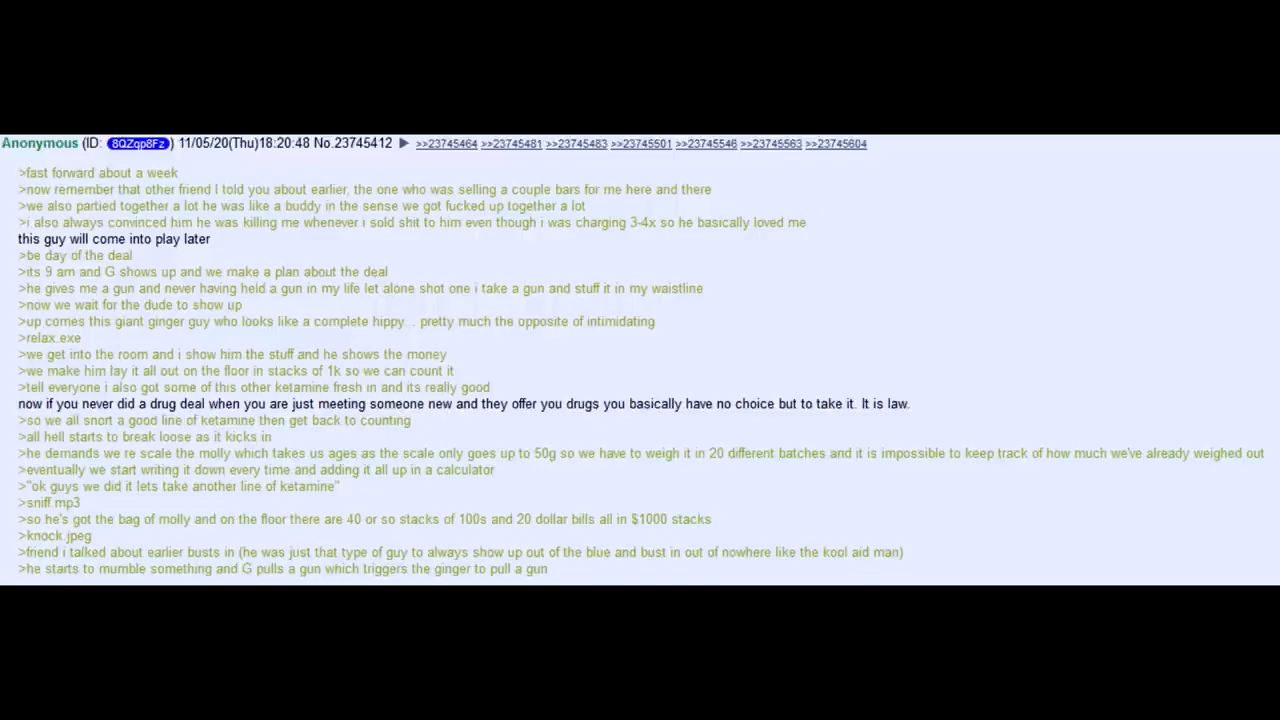 Anonymous (ID: 8QZqp8Fz) 11/05/20(Thu)18:20:48 No.23745412 ▶ >>23745464 >>23745481 >>23745483 >>23745501 >>23745546 >>23745563 >>23745604
>fast forward about a week
>now remember that other friend I told you about earlier, the one who was selling a couple bars for me here and there
>we also partied together a lot he was like a buddy in the sense we got fucked up together a lot
>i also always convinced him he was killing me whenever i sold shit to him even though i was charging 3-4x so he basically loved me
this guy will come into play later
>be day of the deal
>its 9 am and G shows up and we make a plan about the deal
>he gives me a gun and never having held a gun in my life let alone shot one i take a gun and stuff it in my waistline
>now we wait for the dude to show up
>up comes this giant ginger guy who looks like a complete hippy . pretty much the opposite of intimidating
>relax.exe
>we get into the room and i show him the stuff and he shows the money
>we make him lay it all out on the floor in stacks of 1k so we can count it
>tell everyone i also got some of this other ketamine fresh in and its really good
now if you never did a drug deal when you are just meeting someone new and they offer you drugs you basically have no choice but to take it. It is law.
>so we all snort a good line of ketamine then get back to counting
>all hell starts to break loose as it kicks in
>he demands we re scale the molly which takes us ages as the scale only goes up to 50g so we have to weigh it in 20 different batches and it is impossible to keep track of how much we've already weighed out
>eventually we start writing it down every time and adding it all up in a calculator
>"ok guys we did it lets take another line of ketamine"
>sniff.mp3
>so he's got the bag of molly and on the floor there are 40 or so stacks of 100s and 20 dollar bills all in $1000 stacks
>knock.jpeg
>friend i talked about earlier busts in (he was just that type of guy to always show up out of the blue and bust in out of nowhere like the kool aid man)
>he starts to mumble something and G pulls a gun which triggers the ginger to pull a gun